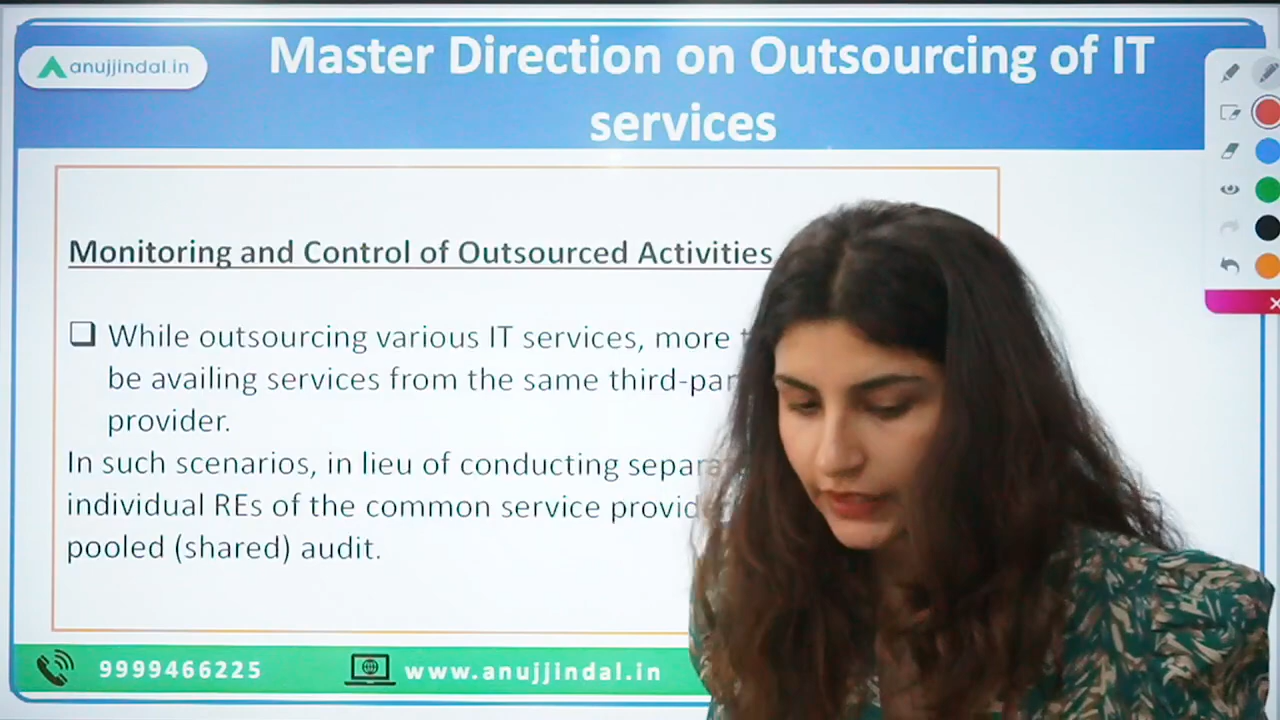 anujjindal.in
Master Direction on Outsourcing of IT
services
Monitoring and Control of Outsourced Activities
While outsourcing various IT services, more
be availing services from the same third-par
provider.
In such scenarios, in lieu of conducting separa
individual REs of the common service provid
pooled (shared) audit.
9999466225
www.anujjindal.in